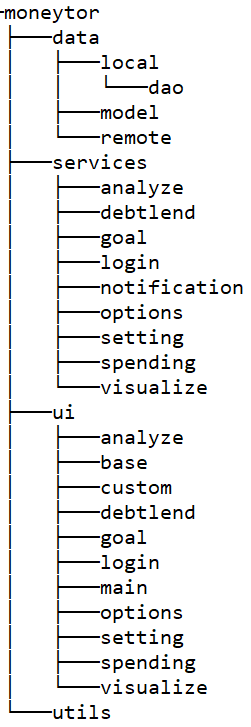 moneytor
data
local
dao
model
remote
services
analyze
debtlend
goal
login
notification
options
setting
spending
visualize
ui
analyze
base
custom
debtlend
goal
login
main
options
setting
spending
visualize
utils